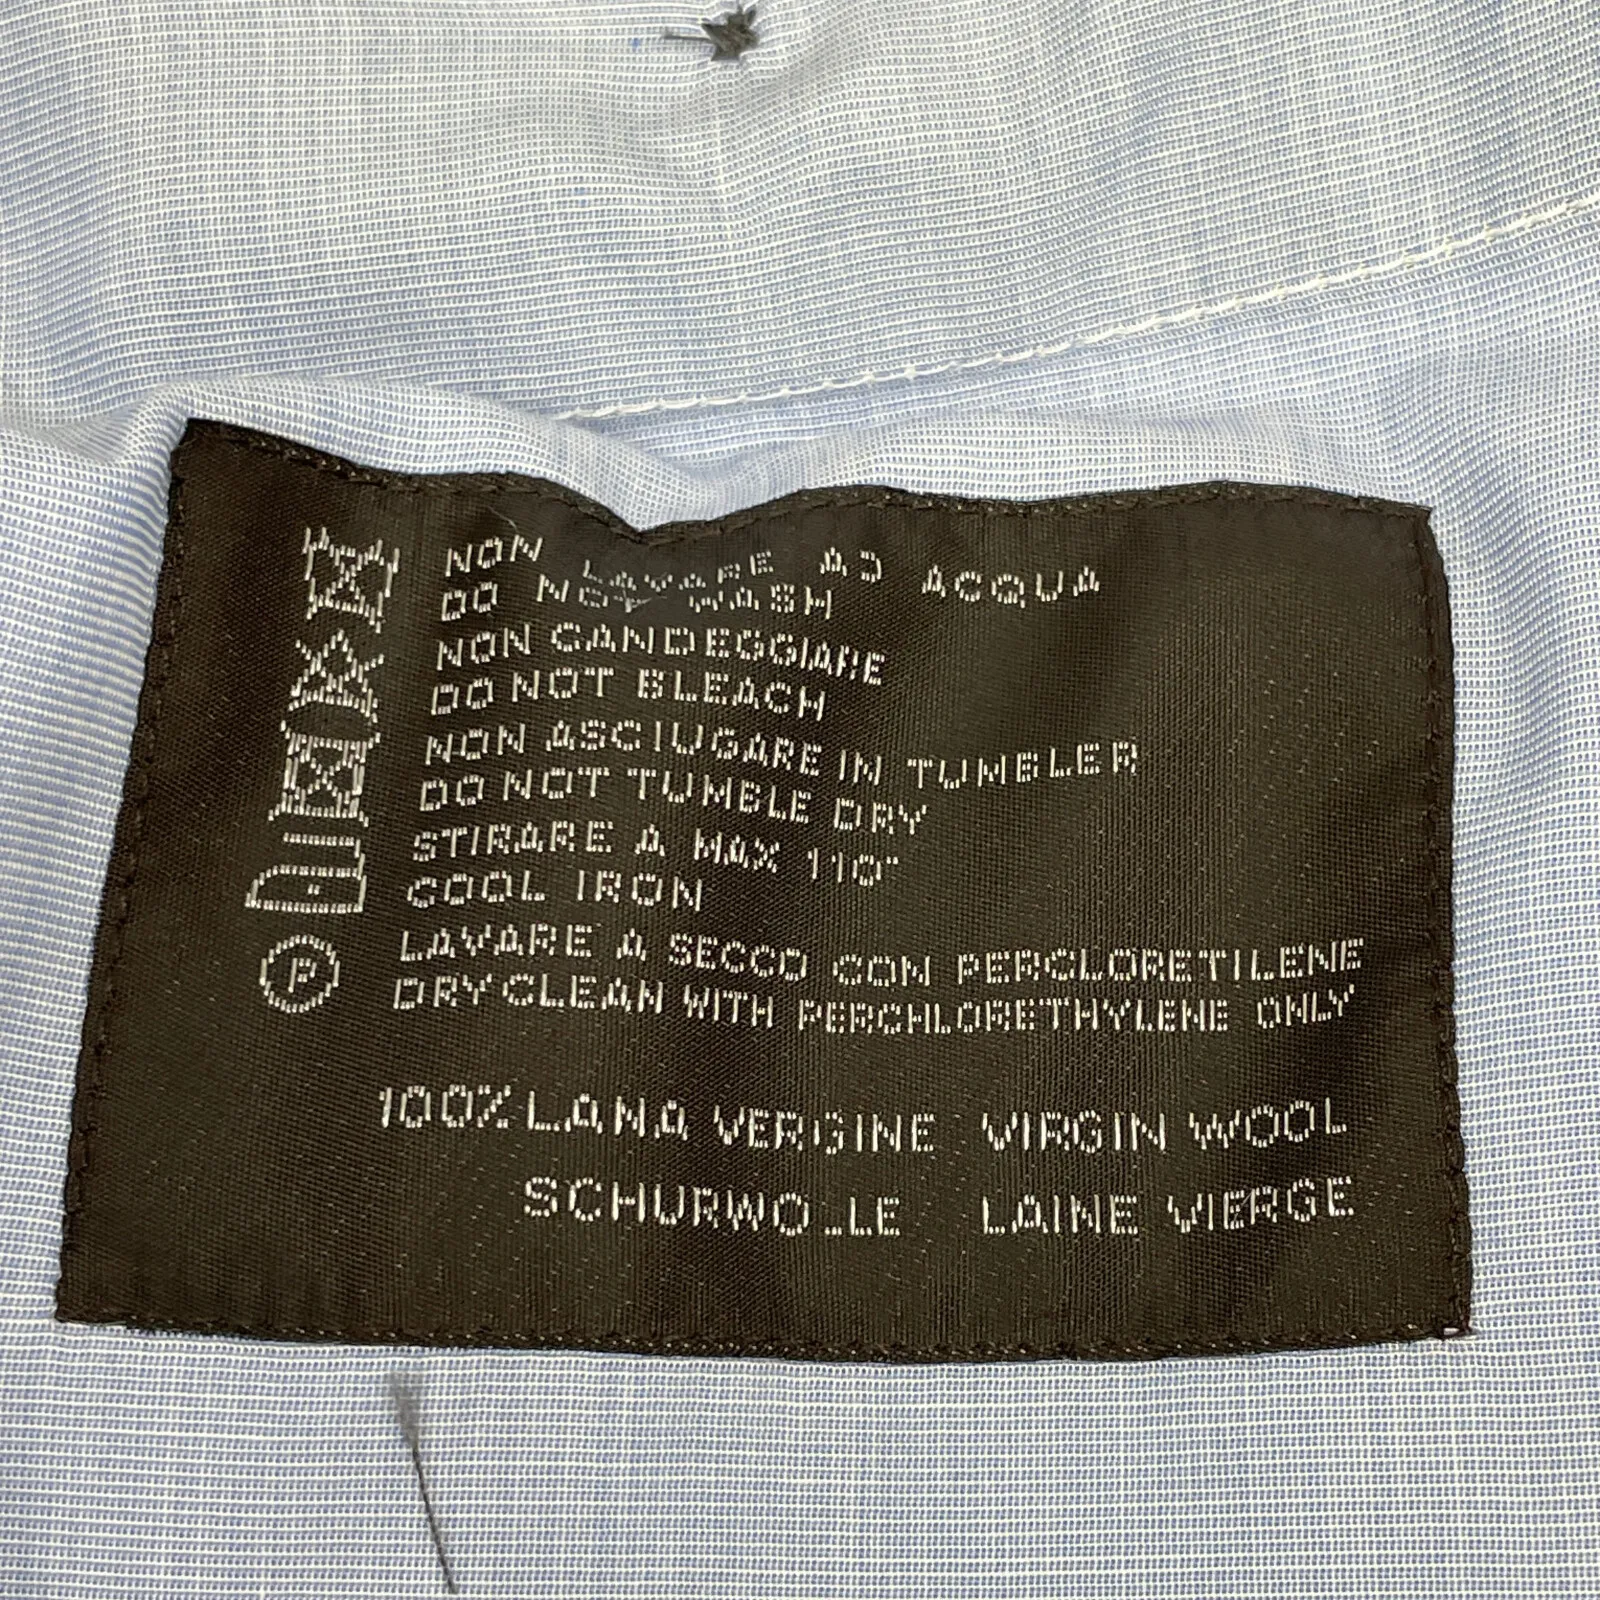 NON LAVARE AD ACQUA
DO NOT WASH
NON CANDEGGIARE
DO NOT BLEACH
NON ASCIUGARE IN TUMBLER
DO NOT TUMBLE DRY
STIRARE A MAX 110°
COOL IRON
P
LAVARE A SECCO CON PERCLORETILENE
DRYCLEAN WITH PERCHLORETHYLENE ONLY
100% LANA VERGINE VIRGIN WOOL
SCHURWOLLE LAINE VIERGE